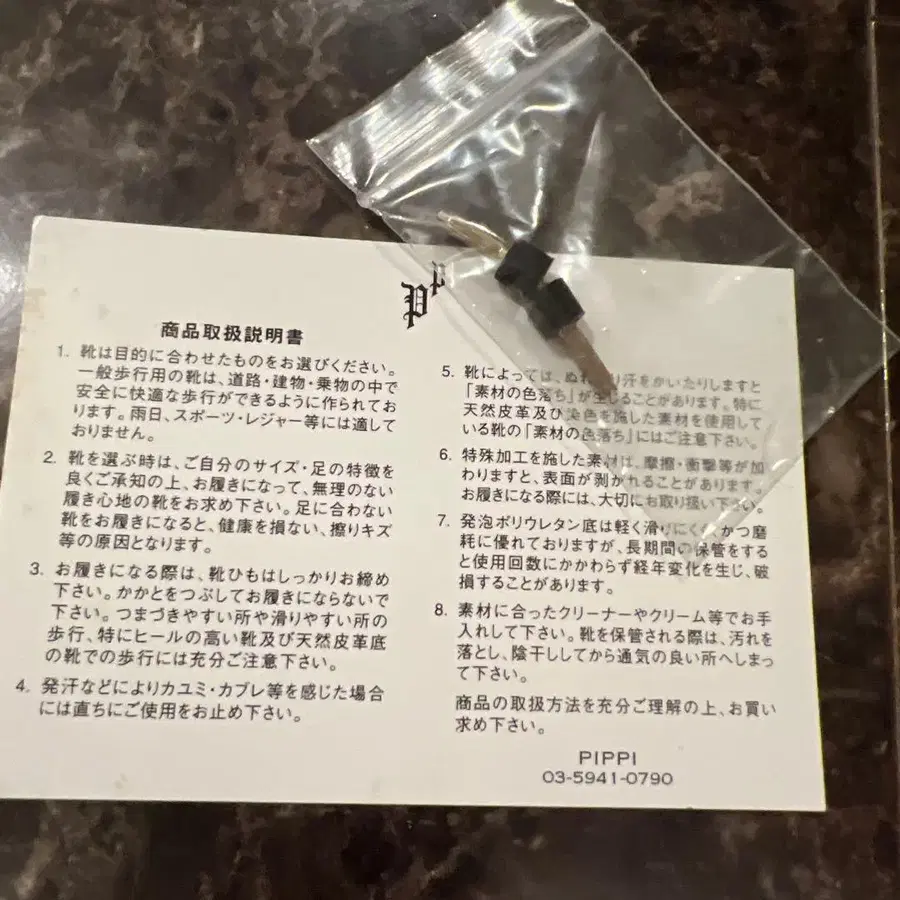 Pp
商品取扱説明書
1. 靴は目的に合わせたものをお選びください。
一般歩行用の靴は、道路・建物・乗物の中で
安全に快適な歩行ができるように作られてお
ります。雨日、スポーツ・レジャー等には適して
おりません。
2. 靴を選ぶ時は、ご自分のサイズ・足の特徴を
良くご承知の上、お履きになって、無理のない
履き心地の靴をお求め下さい。足に合わない
靴をお履きになると、健康を損ない、擦りキズ
等の原因となります。
3. お履きになる際は、靴ひもはしっかりお締め
下さい。かかとをつぶしてお履きにならないで
下さい。つまづきやすい所や滑りやすい所の
歩行、特にヒールの高い靴及び天然皮革底
の靴での歩行には充分ご注意下さい。
4. 発汗などによりカユミ・カブレ等を感じた場合
には直ちにご使用をお止め下さい。
5. 靴によっては、ぬれたり汗をかいたりしますと
「素材の色落ち」が生じることがあります。特に
天然皮革及び染色を施した素材を使用して
いる靴の「素材の色落ち」にはご注意下さい。
6. 特殊加工を施した素材は、摩擦・衝撃等が加
わりますと、表面が剥がれることがあります。
お履きになる際には、大切にお取り扱い下さい。
7. 発泡ポリウレタン底は軽く滑りにくく、かつ磨
耗に優れておりますが、長期間の保管をする
と使用回数にかかわらず経年変化を生じ、破
損することがあります。
8. 素材に合ったクリーナーやクリーム等でお手
入れして下さい。靴を保管される際は、汚れを
落とし、陰干ししてから通気の良い所へしまっ
て下さい。
商品の取扱方法を充分ご理解の上、お買い
求め下さい。
PIPPI
03-5941-0790